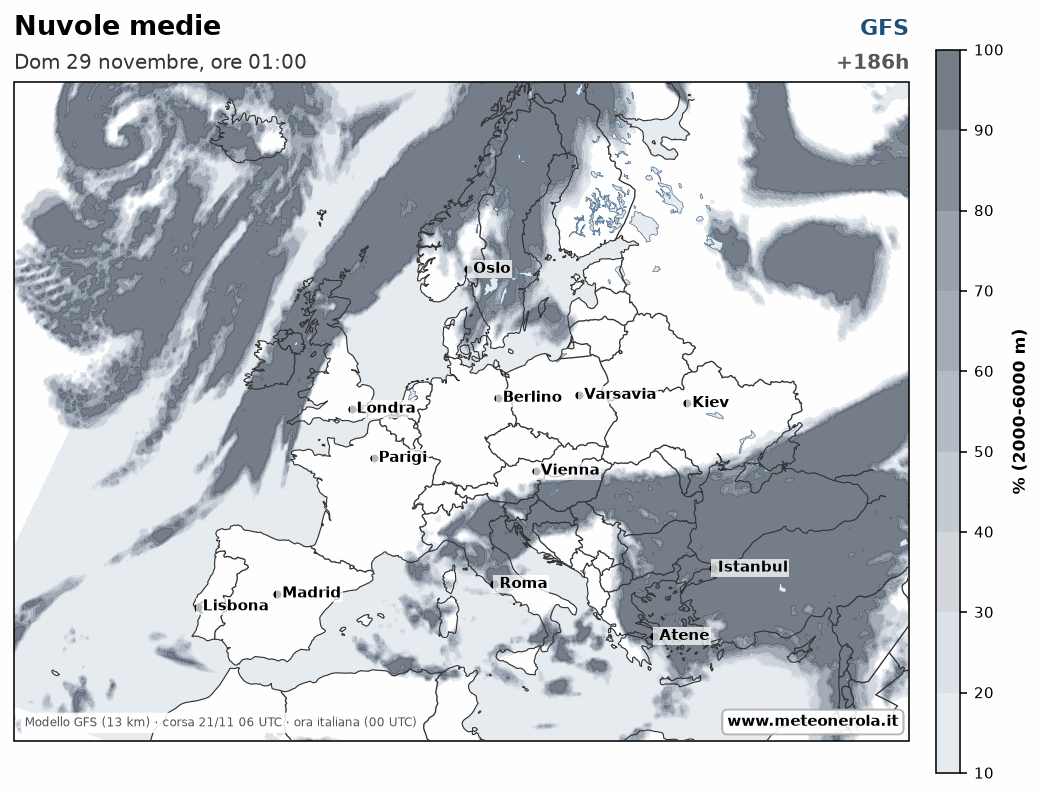 Nuvole medie
GFS
Dom 29 novembre, ore 01:00
+186h
100
90
80
70
60
50
40
30
20
10
% (2000-6000 m)
Oslo
Berlino
Varsavia
Kiev
Londra
Parigi
Vienna
Istanbul
Roma
Madrid
Lisbona
Atene
Modello GFS (13 km) · corsa 21/11 06 UTC · ora italiana (00 UTC)
www.meteonerola.it